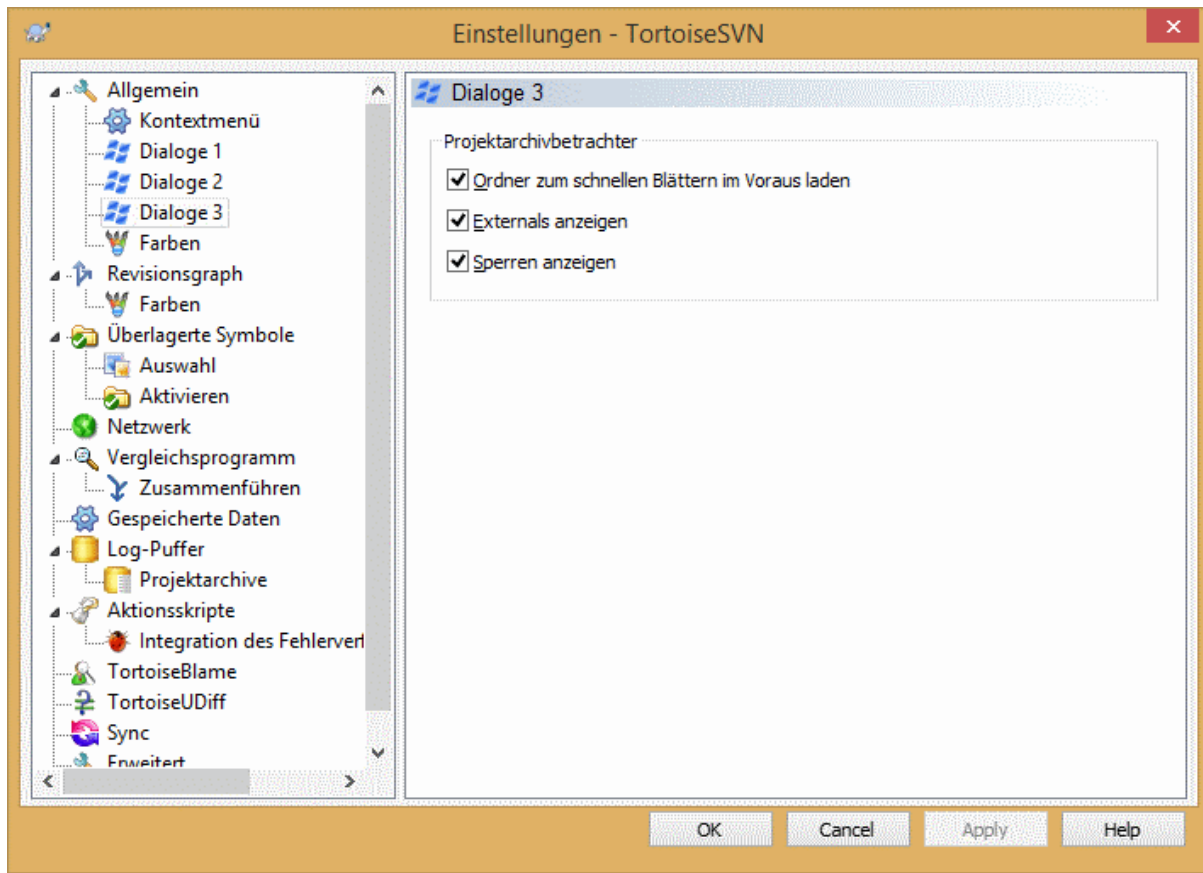 Einstellungen - TortoiseSVN
Allgemein
Kontextmenü
Dialoge 1
Dialoge 2
Dialoge 3
Farben
Revisionsgraph
Farben
Überlagerte Symbole
Auswahl
Aktivieren
Netzwerk
Vergleichsprogramm
Zusammenführen
Gespeicherte Daten
Log-Puffer
Projektarchive
Aktionsskripte
Integration des Fehlerverf
TortoiseBlame
TortoiseUDiff
Sync
Erweitert
Dialoge 3
Projektarchivbetrachter
Ordner zum schnellen Blättern im Voraus laden
Externals anzeigen
Sperren anzeigen
OK Cancel Apply Help